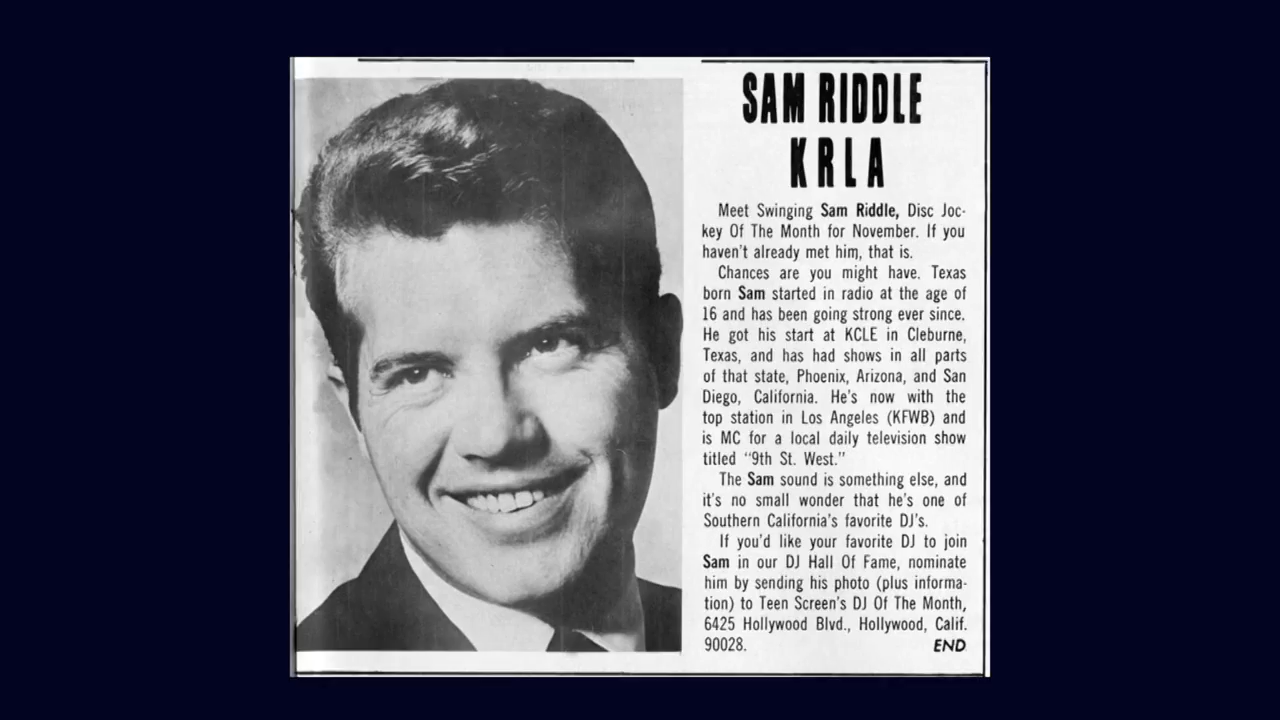 SAM RIDDLE
KRLA
Meet Swinging Sam Riddle, Disc Joc-
key Of The Month for November. If you
haven't already met him, that is.
Chances are you might have. Texas
born Sam started in radio at the age of
16 and has been going strong ever since.
He got his start at KCLE in Cleburne,
Texas, and has had shows in all parts
of that state, Phoenix, Arizona, and San
Diego, California. He's now with the
top station in Los Angeles (KFWB) and
is MC for a local daily television show
titled "9th St. West."
The Sam sound is something else, and
it's no small wonder that he's one of
Southern California's favorite DJ's.
If you'd like your favorite DJ to join
Sam in our DJ Hall Of Fame, nominate
him by sending his photo (plus informa-
tion) to Teen Screen's DJ Of The Month,
6425 Hollywood Blvd., Hollywood, Calif.
90028. END